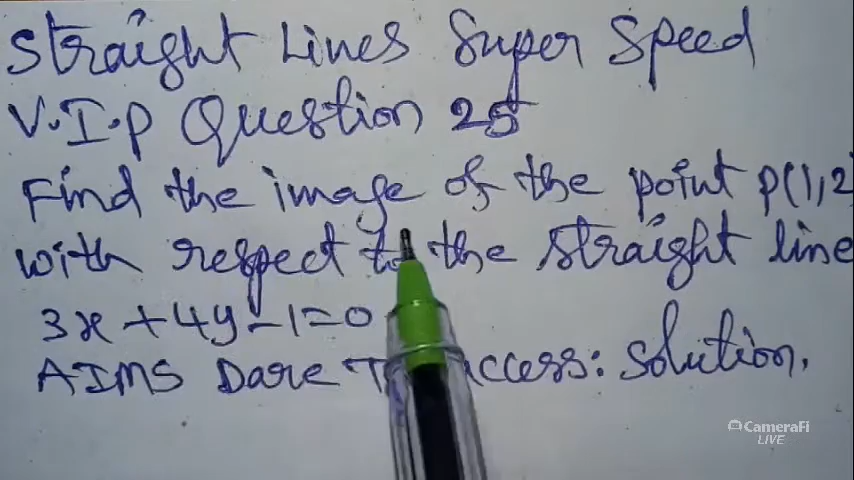 Straight Lines Super Speed
V.I.P Question 25
Find the image of the point P(1,2)
with respect to the straight line
3x+4y-1=0
AIMS Dare : Solution.
CameraFi
LIVE